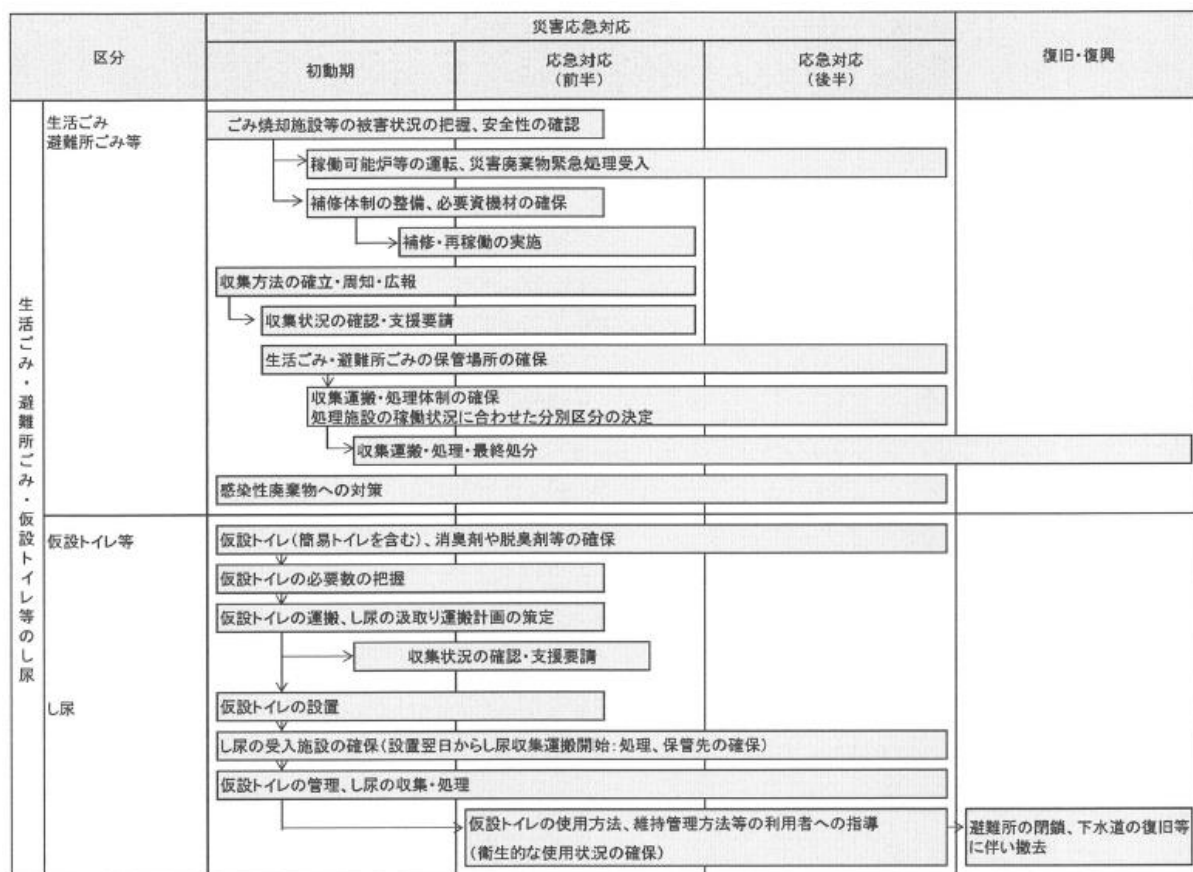 区分
災害応急対応
初動期
応急対応
(前半)
応急対応
(後半)
復旧・復興
生活ごみ・避難所ごみ・仮設トイレ等のし尿
生活ごみ
避難所ごみ等
ごみ焼却施設等の被害状況の把握、安全性の確認
稼働可能炉等の運転、災害廃棄物緊急処理受入
補修体制の整備、必要資機材の確保
補修・再稼働の実施
収集方法の確立・周知・広報
収集状況の確認・支援要請
生活ごみ・避難所ごみの保管場所の確保
収集運搬・処理体制の確保
処理施設の稼働状況に合わせた分別区分の決定
収集運搬・処理・最終処分
感染性廃棄物への対策
仮設トイレ等
仮設トイレ(簡易トイレを含む)、消臭剤や脱臭剤等の確保
仮設トイレの必要数の把握
仮設トイレの運搬、し尿の汲取り運搬計画の策定
収集状況の確認・支援要請
し尿
仮設トイレの設置
し尿の受入施設の確保(設置翌日からし尿収集運搬開始:処理、保管先の確保)
仮設トイレの管理、し尿の収集・処理
仮設トイレの使用方法、維持管理方法等の利用者への指導
(衛生的な使用状況の確保)
避難所の閉鎖、下水道の復旧等
に伴い撤去